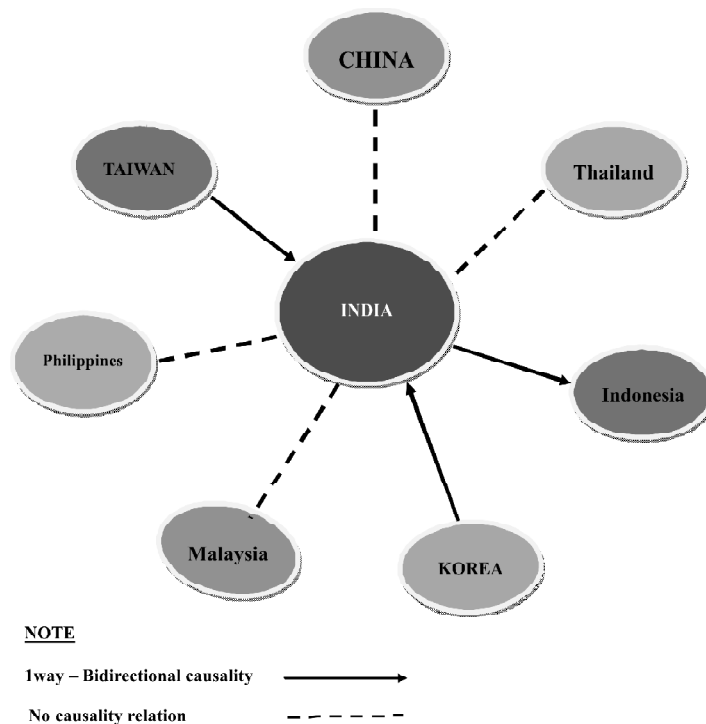 CHINA
TAIWAN
Thailand
INDIA
Philippines
Indonesia
Malaysia
KOREA
NOTE
1way – Bidirectional causality
No causality relation